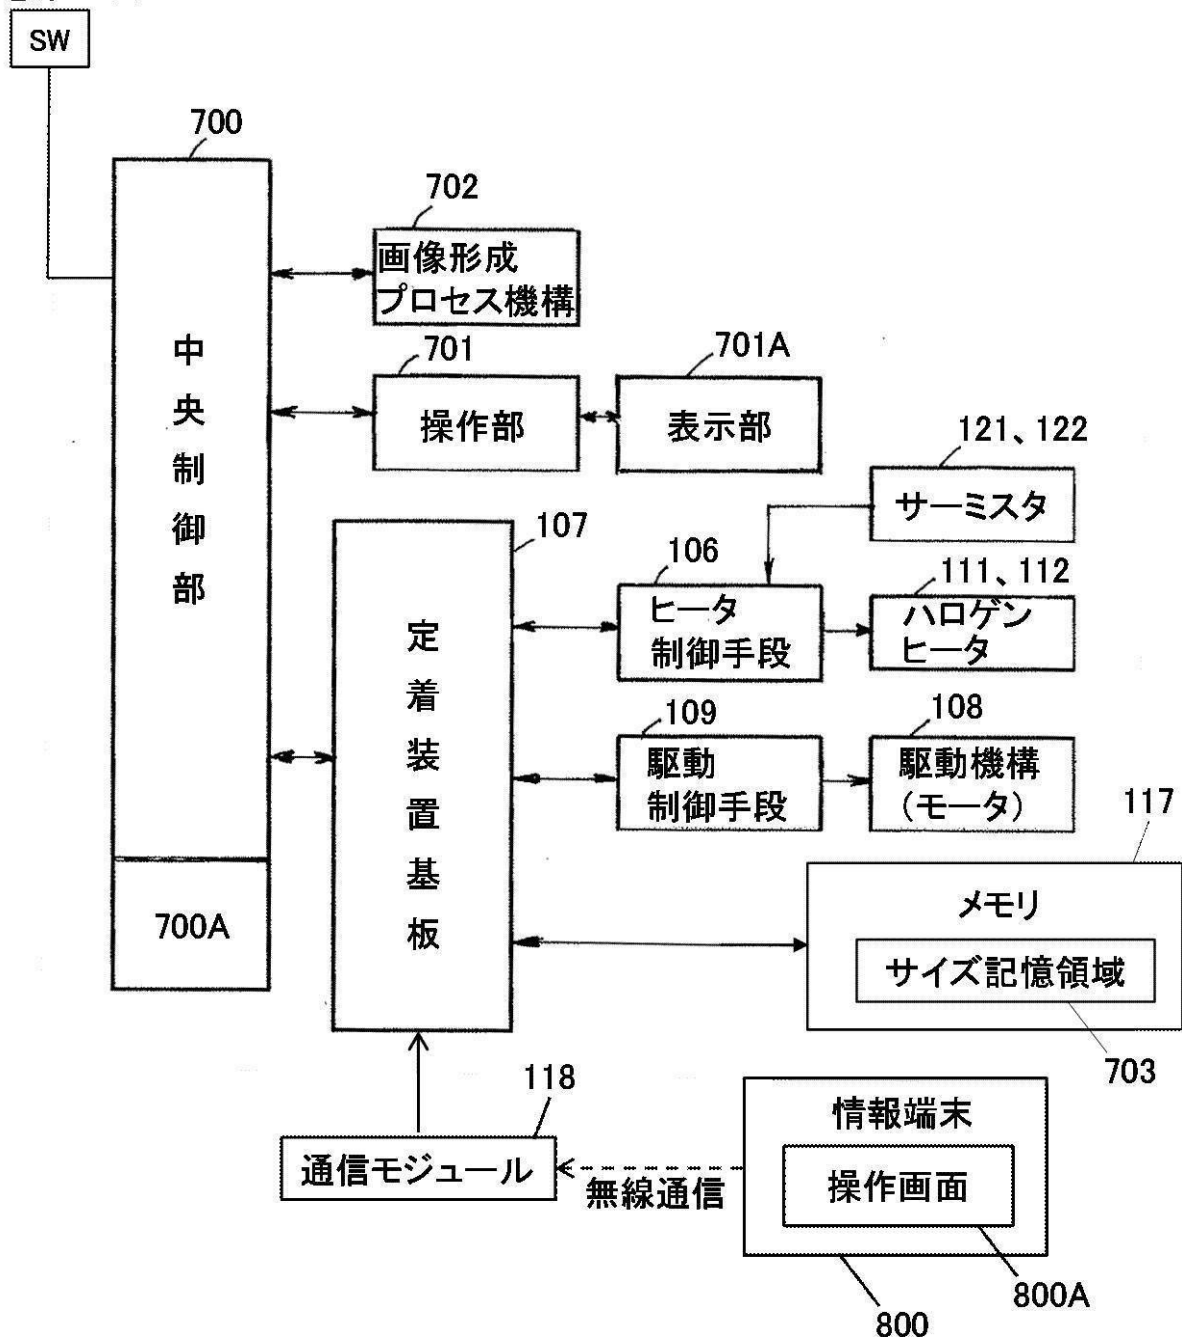 SW
700
702
画像形成
プロセス機構
701
701A
操作部
表示部
中央制御部
121、122
サーミスタ
107
106
111、112
ヒータ
制御手段
ハロゲン
ヒータ
定着装置基板
109
108
駆動
制御手段
駆動機構
(モータ)
117
メモリ
700A
サイズ記憶領域
703
118
情報端末
通信モジュール
無線通信
操作画面
800A
800